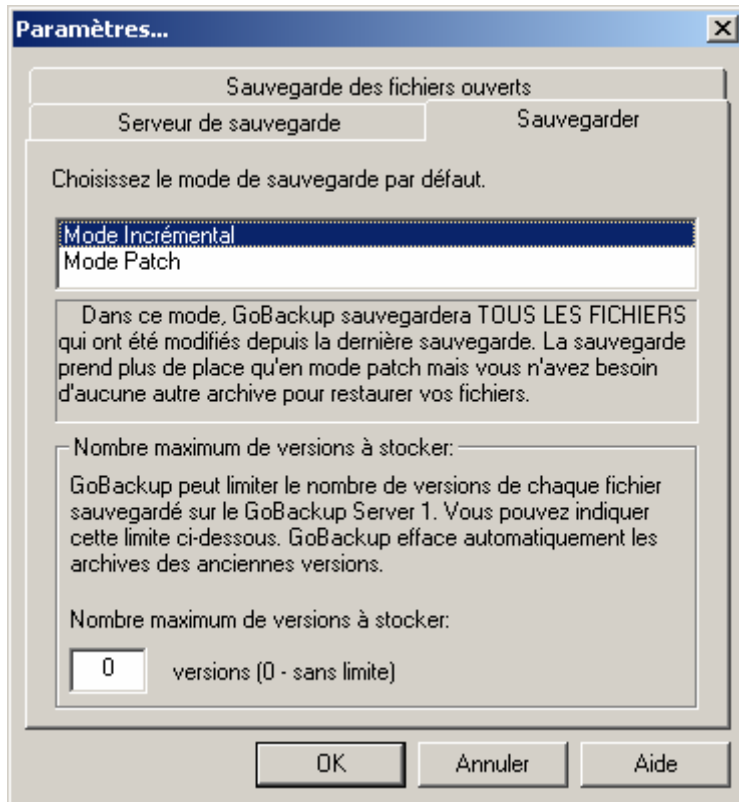 Paramètres...
Sauvegarde des fichiers ouverts
Serveur de sauvegarde
Sauvegarder
Choisissez le mode de sauvegarde par défaut.
Mode Incrémental
Mode Patch
Dans ce mode, GoBackup sauvegardera TOUS LES FICHIERS
qui ont été modifiés depuis la dernière sauvegarde. La sauvegarde
prend plus de place qu'en mode patch mais vous n'avez besoin
d'aucune autre archive pour restaurer vos fichiers.
Nombre maximum de versions à stocker:
GoBackup peut limiter le nombre de versions de chaque fichier
sauvegardé sur le GoBackup Server 1. Vous pouvez indiquer
cette limite ci-dessous. GoBackup efface automatiquement les
archives des anciennes versions.
Nombre maximum de versions à stocker:
0 versions (0 - sans limite)
OK Annuler Aide